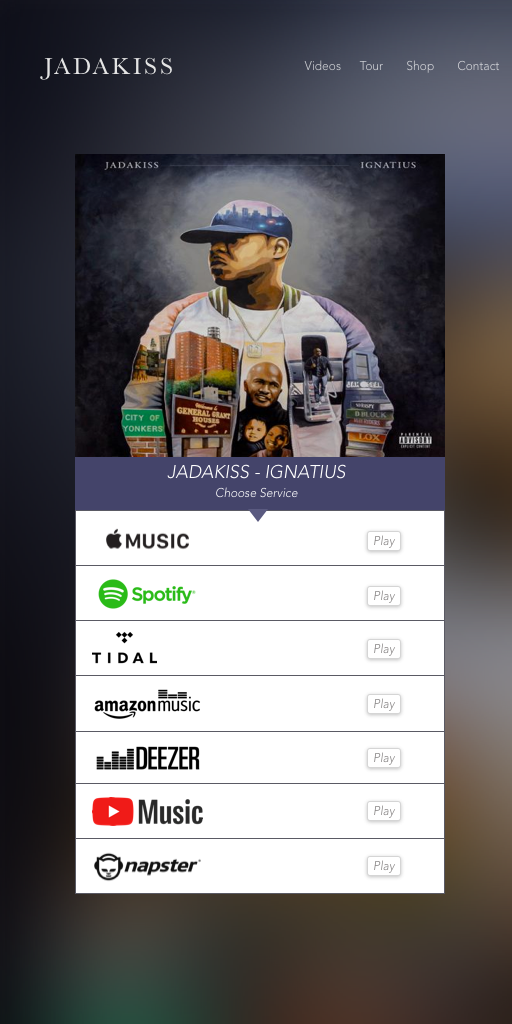 JADAKISS
Videos Tour Shop Contact
JADAKISS IGNATIUS
CITY OF
YONKERS
GENERAL GRANT
HOUSES
D BLOCK
LOX
PARENTAL
ADVISORY
EXPLICIT CONTENT
JADAKISS - IGNATIUS
Choose Service
MUSIC Play
Spotify Play
TIDAL Play
amazon music Play
DEEZER Play
Music Play
napster Play